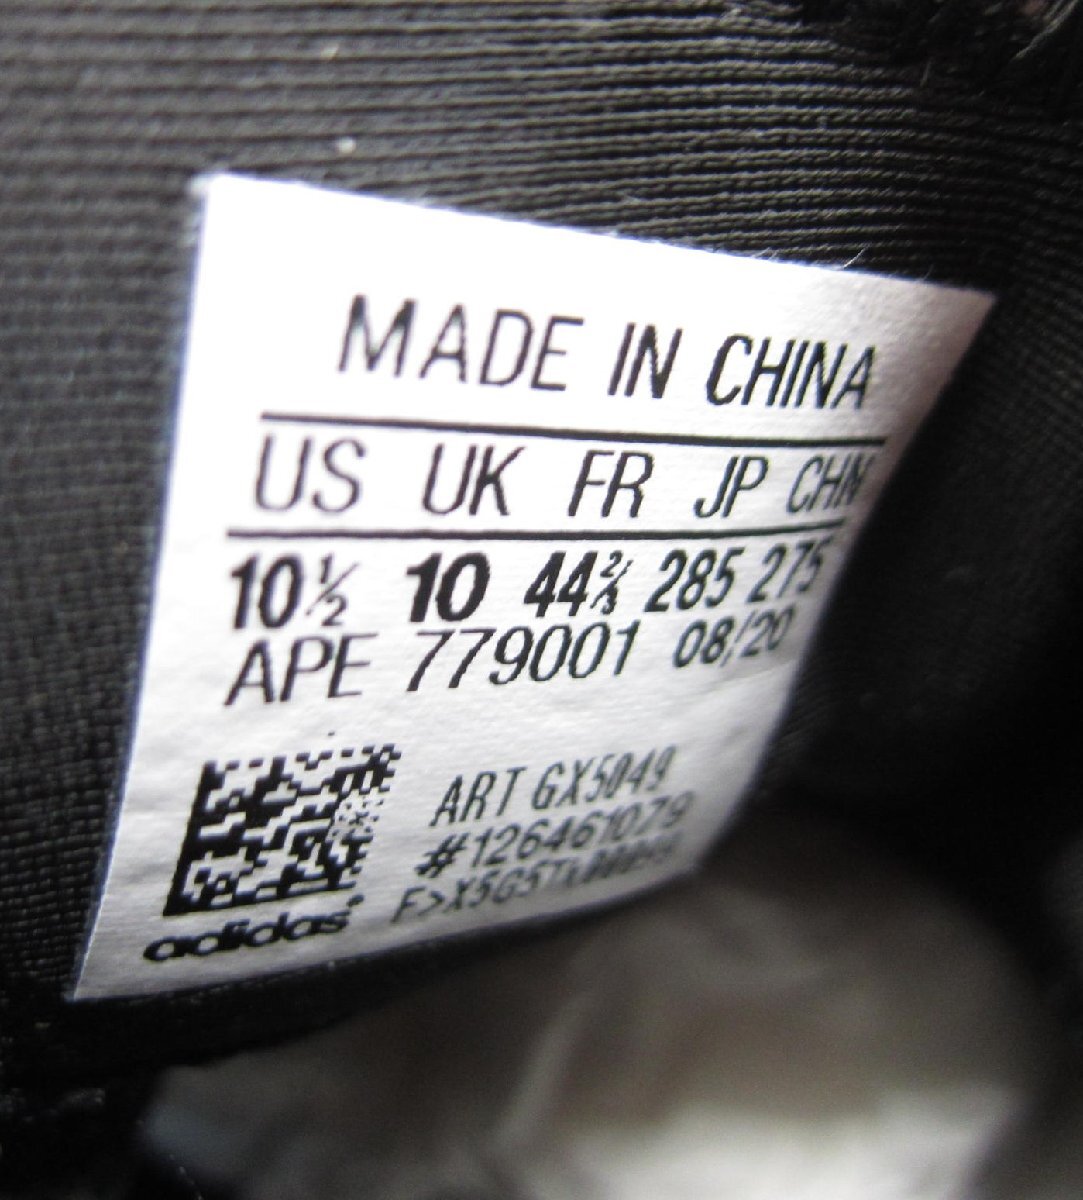 MADE IN CHINA
US UK FR JP CHN
10½ 10 44⅔ 285 275
APE 779001 08/20
ART GX5049
#126461079
adidas